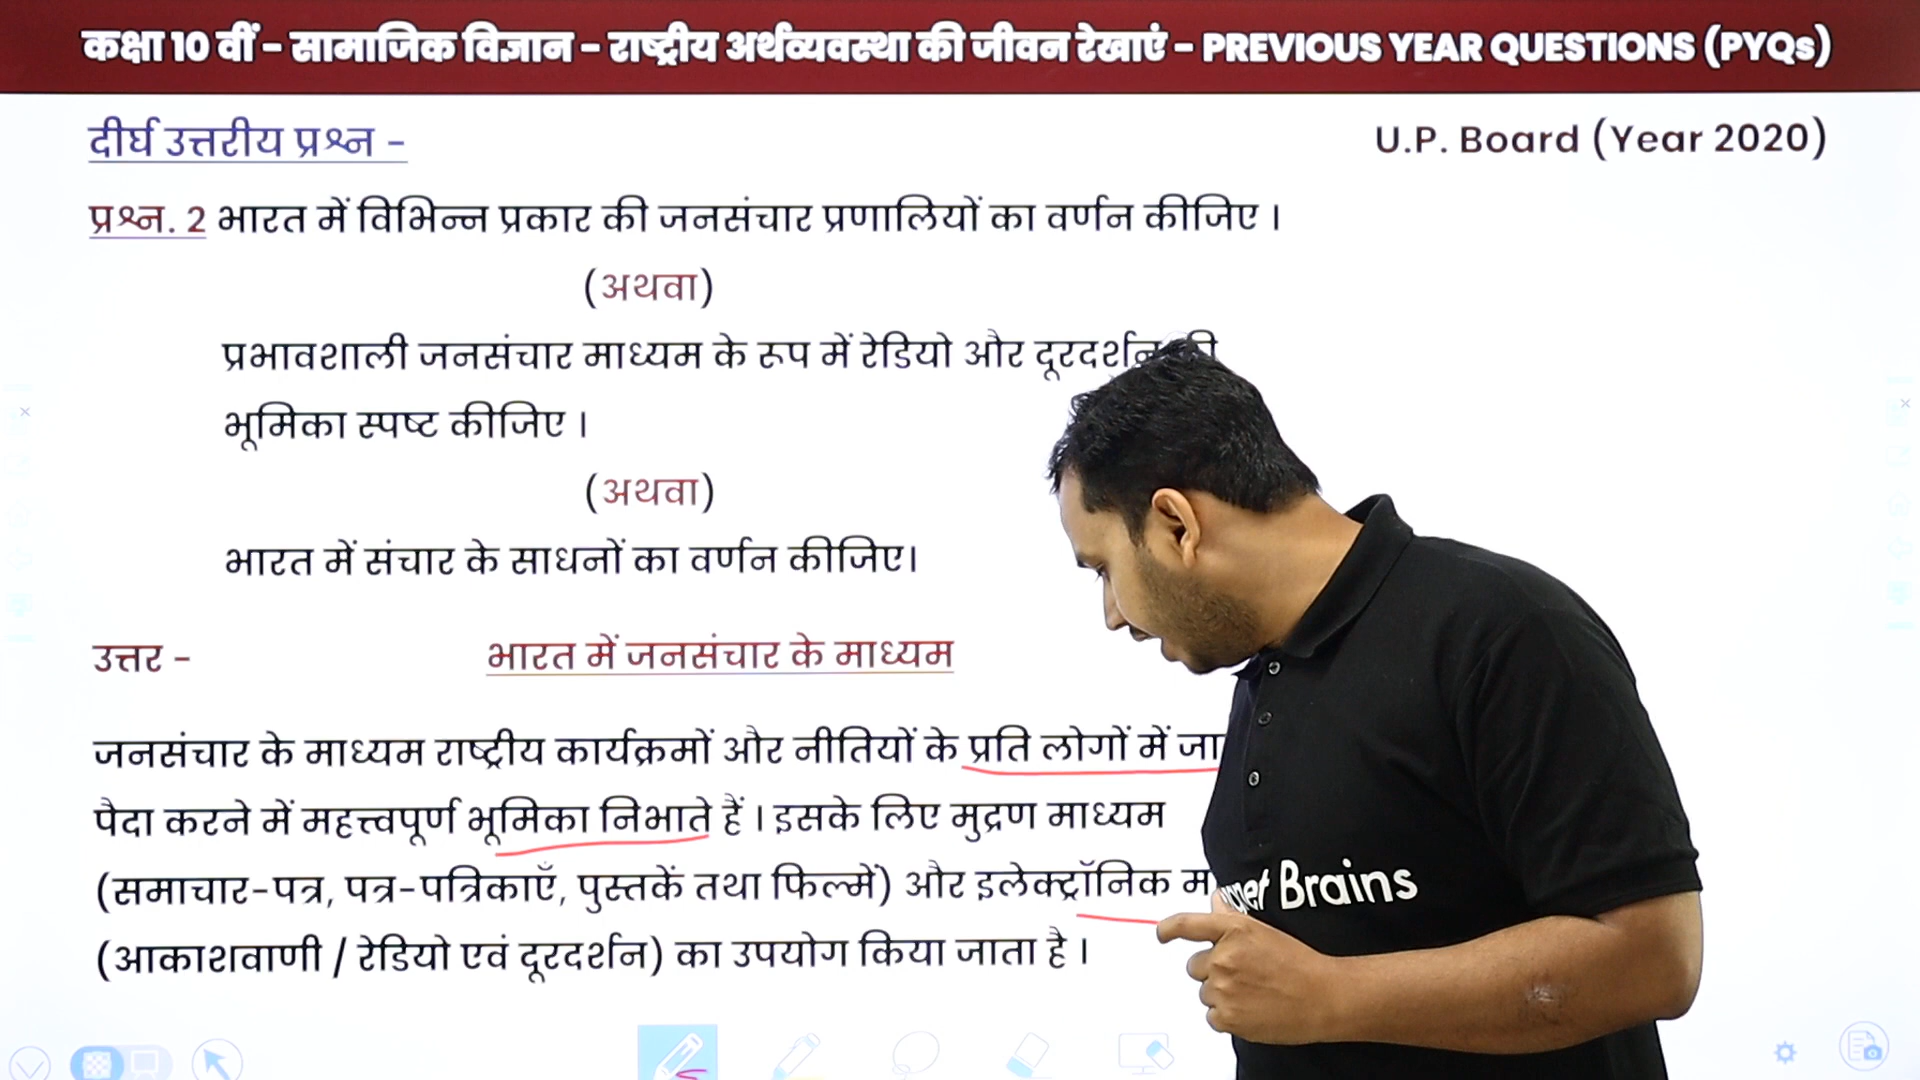 कक्षा 10 वीं – सामाजिक विज्ञान – राष्ट्रीय अर्थव्यवस्था की जीवन रेखाएं – PREVIOUS YEAR QUESTIONS (PYQs)
दीर्घ उत्तरीय प्रश्न –
U.P. Board (Year 2020)
प्रश्न. 2 भारत में विभिन्न प्रकार की जनसंचार प्रणालियों का वर्णन कीजिए ।
(अथवा)
प्रभावशाली जनसंचार माध्यम के रूप में रेडियो और दूरदर्शन
भूमिका स्पष्ट कीजिए ।
(अथवा)
भारत में संचार के साधनों का वर्णन कीजिए।
उत्तर –
भारत में जनसंचार के माध्यम
जनसंचार के माध्यम राष्ट्रीय कार्यक्रमों और नीतियों के प्रति लोगों में
पैदा करने में महत्त्वपूर्ण भूमिका निभाते हैं । इसके लिए मुद्रण माध्यम
(समाचार-पत्र, पत्र-पत्रिकाएँ, पुस्तकें तथा फिल्में) और इलेक्ट्रॉनिक
(आकाशवाणी / रेडियो एवं दूरदर्शन) का उपयोग किया जाता है ।
Brains